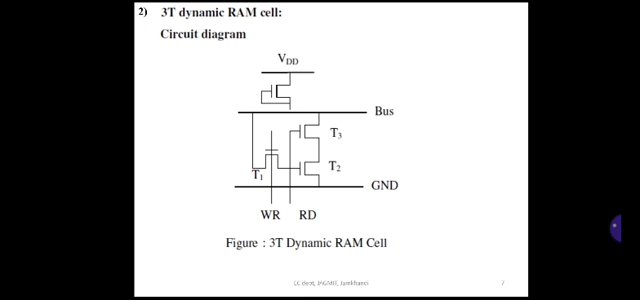 2) 3T dynamic RAM cell:
Circuit diagram
VDD
Bus
T3
T2
T1
GND
WR RD
Figure : 3T Dynamic RAM Cell
7